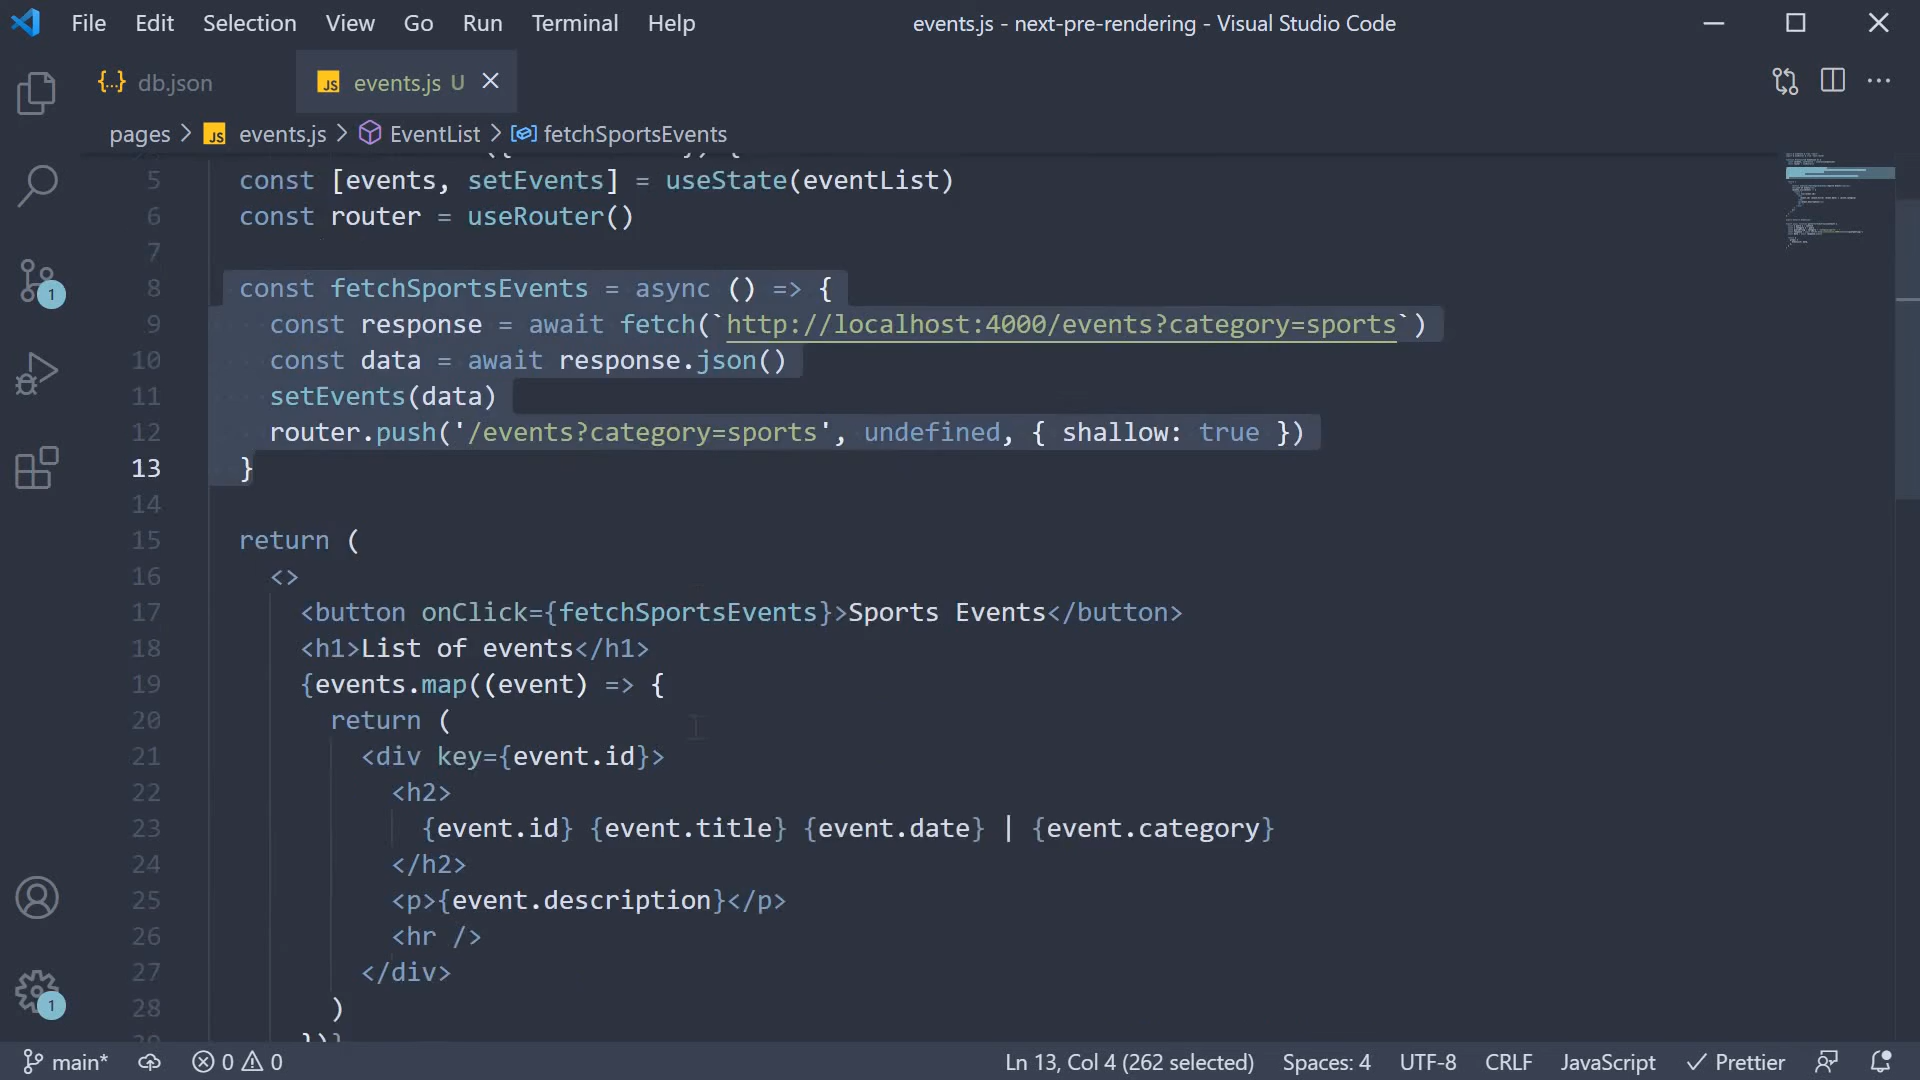 File Edit Selection View Go Run Terminal Help events.js - next-pre-rendering - Visual Studio Code
{..} db.json JS events.js U
pages > JS events.js > EventList > fetchSportsEvents
5 const [events, setEvents] = useState(eventList)
6 const router = useRouter()
7
8 const fetchSportsEvents = async () => {
9 const response = await fetch(`http://localhost:4000/events?category=sports`)
10 const data = await response.json()
11 setEvents(data)
12 router.push('/events?category=sports', undefined, { shallow: true })
13 }
14
15 return (
16 <>
17 <button onClick={fetchSportsEvents}>Sports Events</button>
18 <h1>List of events</h1>
19 {events.map((event) => {
20 return (
21 <div key={event.id}>
22 <h2>
23 {event.id} {event.title} {event.date} | {event.category}
24 </h2>
25 <p>{event.description}</p>
26 <hr />
27 </div>
28 )
1
1
main* 0 0 Ln 13, Col 4 (262 selected) Spaces: 4 UTF-8 CRLF JavaScript Prettier